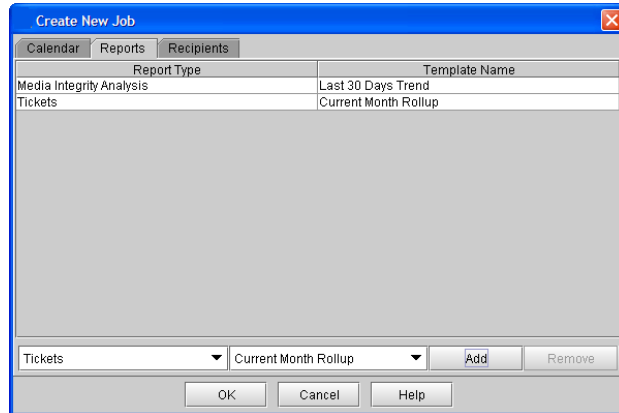 Create New Job
Calendar Reports Recipients
Report Type Template Name
Media Integrity Analysis Last 30 Days Trend
Tickets Current Month Rollup
Tickets Current Month Rollup Add Remove
OK Cancel Help